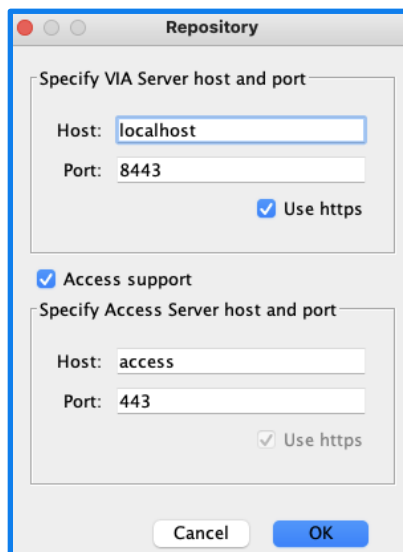 Repository
Specify VIA Server host and port
Host: localhost
Port: 8443
Use https
Access support
Specify Access Server host and port
Host: access
Port: 443
Use https
Cancel OK